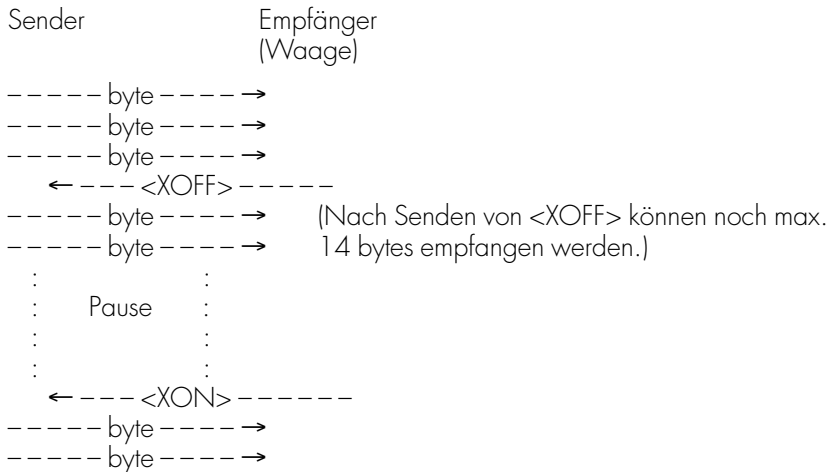 Sender Empfänger
(Waage)
– – – – – byte – – – – →
– – – – – byte – – – – →
– – – – – byte – – – – →
← – – – <XOFF> – – – – –
– – – – – byte – – – – → (Nach Senden von <XOFF> können noch max.
– – – – – byte – – – – → 14 bytes empfangen werden.)
: :
: Pause :
: :
: :
← – – – <XON> – – – – – –
– – – – – byte – – – – →
– – – – – byte – – – – →